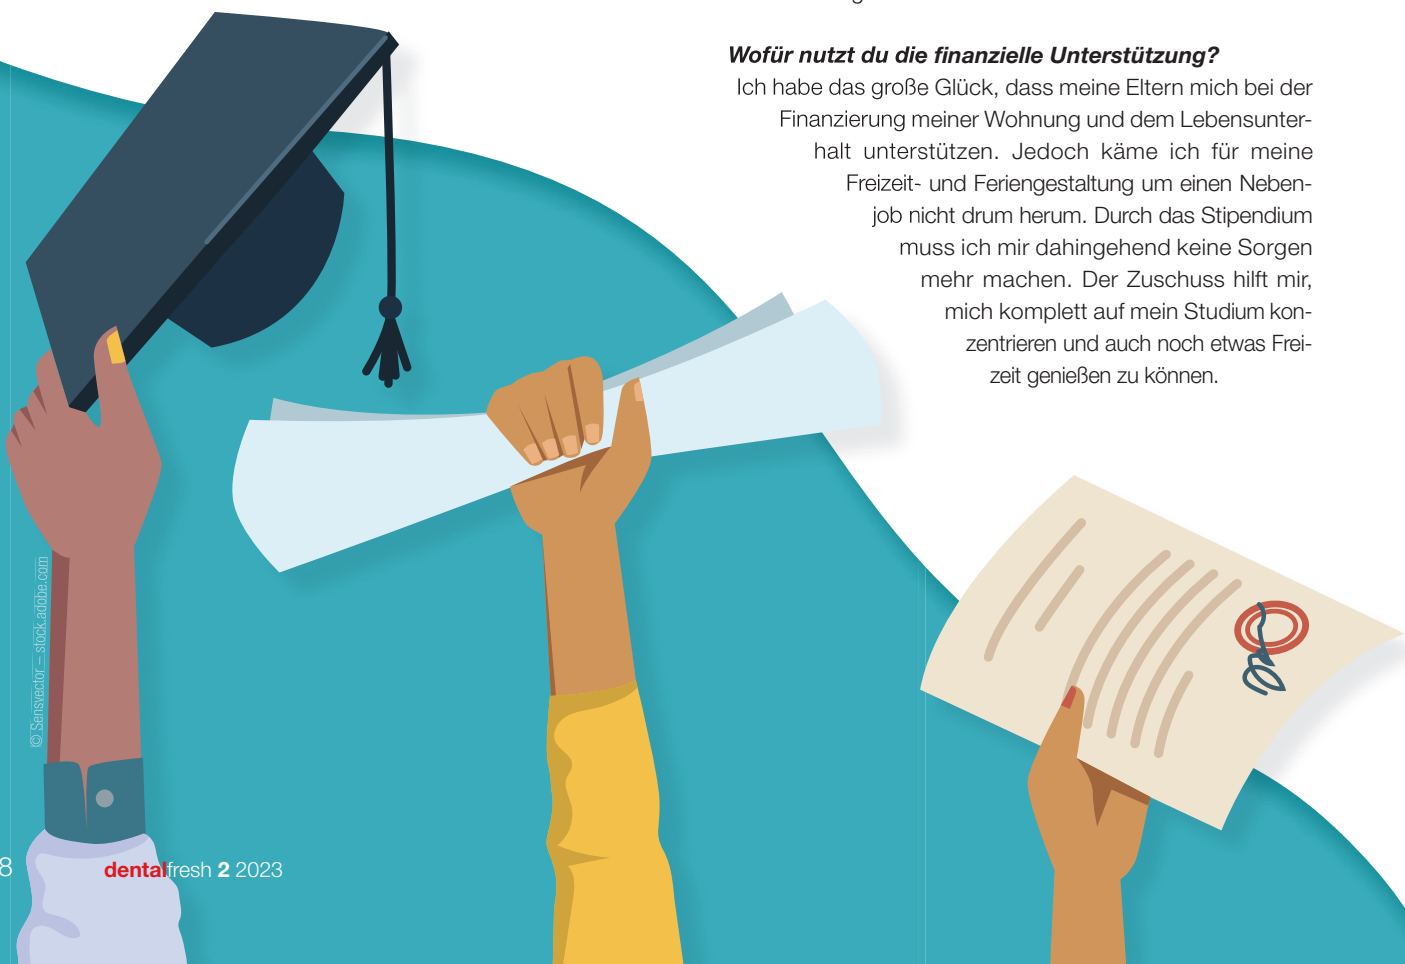 Wofür nutzt du die finanzielle Unterstützung?
Ich habe das große Glück, dass meine Eltern mich bei der
Finanzierung meiner Wohnung und dem Lebensunter-
halt unterstützen. Jedoch käme ich für meine
Freizeit- und Feriengestaltung um einen Neben-
job nicht drum herum. Durch das Stipendium
muss ich mir dahingehend keine Sorgen
mehr machen. Der Zuschuss hilft mir,
mich komplett auf mein Studium kon-
zentrieren und auch noch etwas Frei-
zeit genießen zu können.
© Sensvector – stock.adobe.com
8
dentalfresh 2 2023